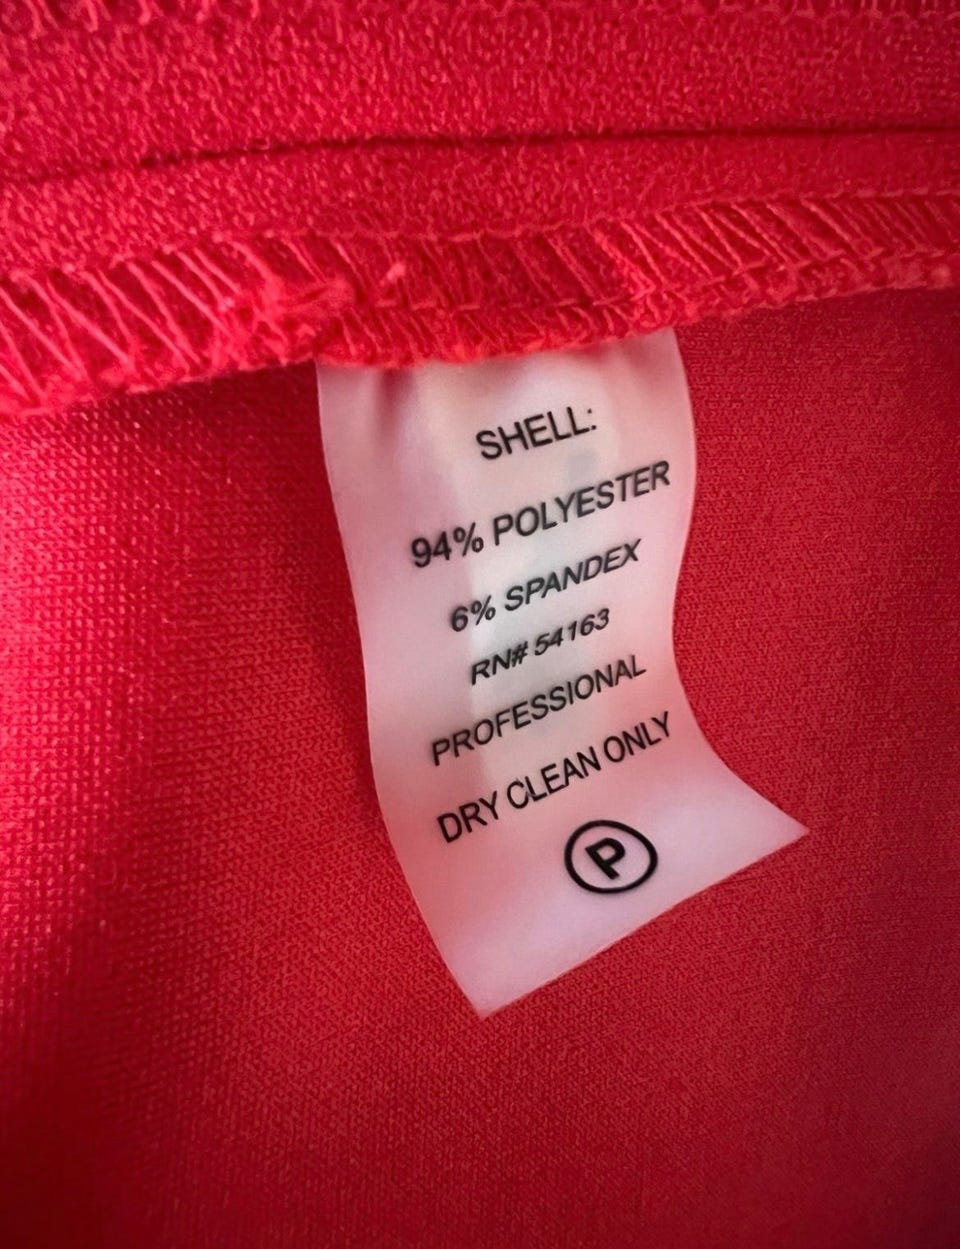 SHELL:
94% POLYESTER
6% SPANDEX
RN# 54163
PROFESSIONAL
DRY CLEAN ONLY
P